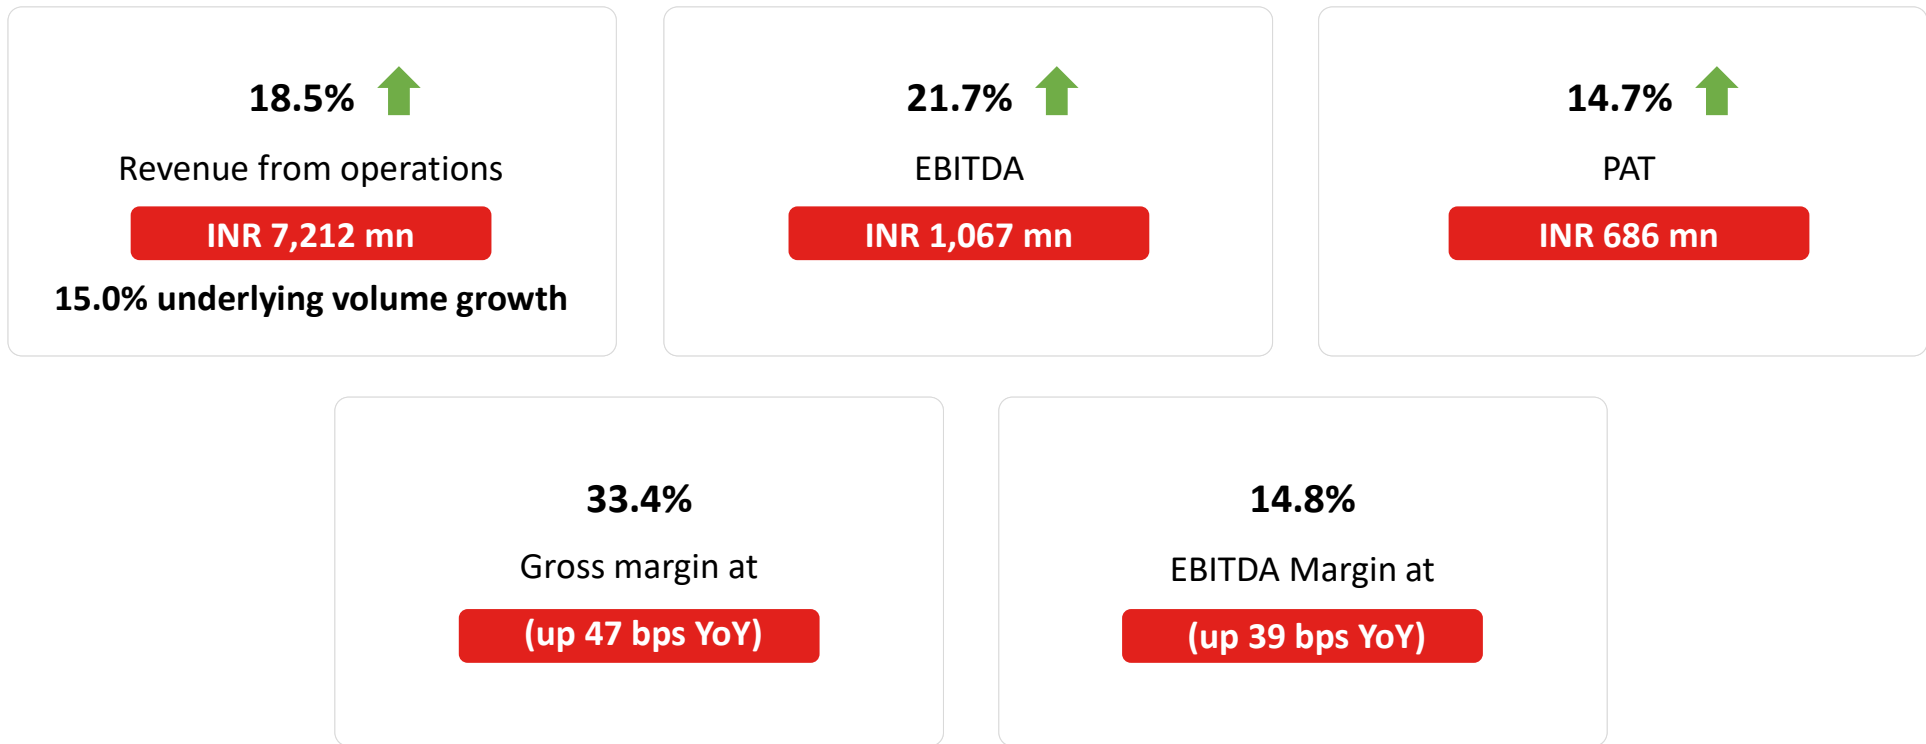 18.5%
Revenue from operations
INR 7,212 mn
15.0% underlying volume growth
21.7%
EBITDA
INR 1,067 mn
14.7%
PAT
INR 686 mn
33.4%
Gross margin at
(up 47 bps YoY)
14.8%
EBITDA Margin at
(up 39 bps YoY)